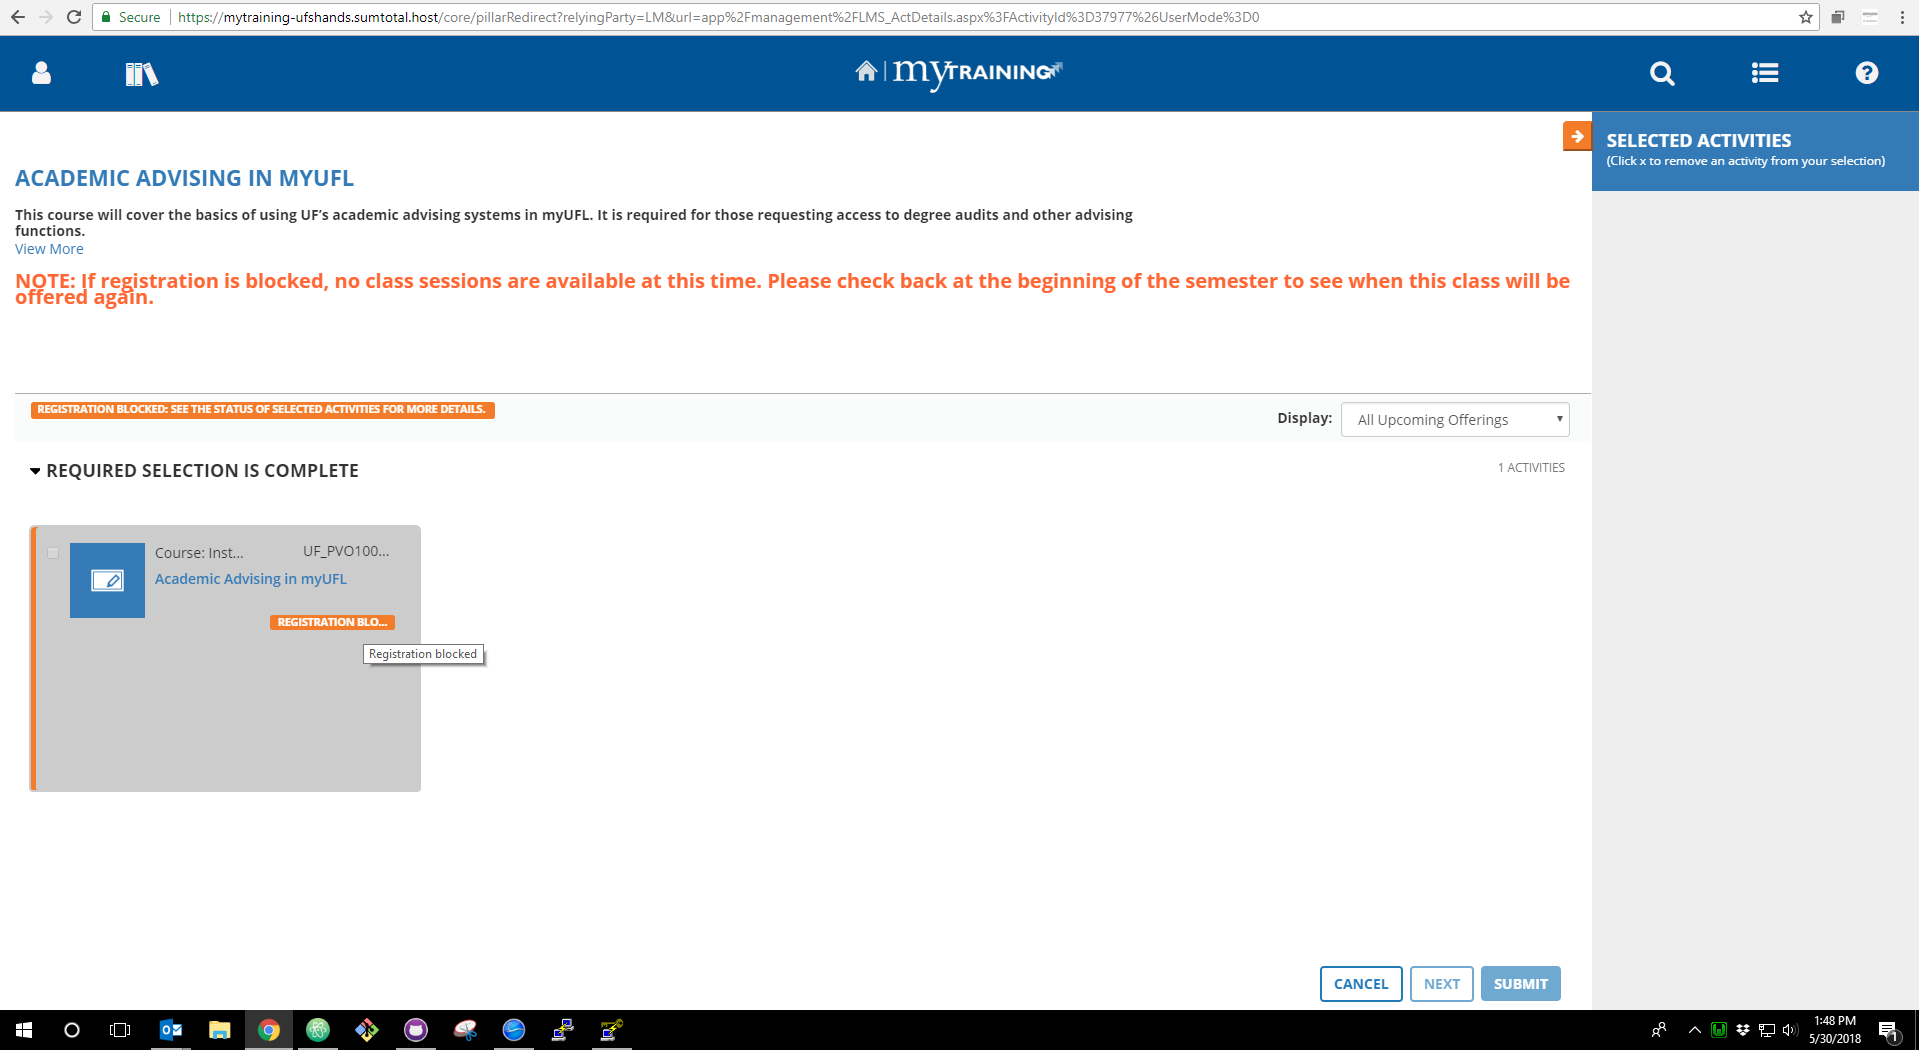 Secure
https://mytraining-ufshands.sumtotal.host/core/pillarRedirect?relyingParty=LM&url=app%2Fmanagement%2FLMS_ActDetails.aspx%3FActivityId%3D37977%26UserMode%3D0
myTRAINING
SELECTED ACTIVITIES
(Click x to remove an activity from your selection)
ACADEMIC ADVISING IN MYUFL
This course will cover the basics of using UF's academic advising systems in myUFL. It is required for those requesting access to degree audits and other advising
functions.
View More
NOTE: If registration is blocked, no class sessions are available at this time. Please check back at the beginning of the semester to see when this class will be
offered again.
REGISTRATION BLOCKED: SEE THE STATUS OF SELECTED ACTIVITIES FOR MORE DETAILS.
Display:
All Upcoming Offerings
REQUIRED SELECTION IS COMPLETE
1 ACTIVITIES
Course: Inst...
UF_PVO100...
Academic Advising in myUFL
REGISTRATION BLO...
Registration blocked
CANCEL
NEXT
SUBMIT
1:48 PM
5/30/2018
1